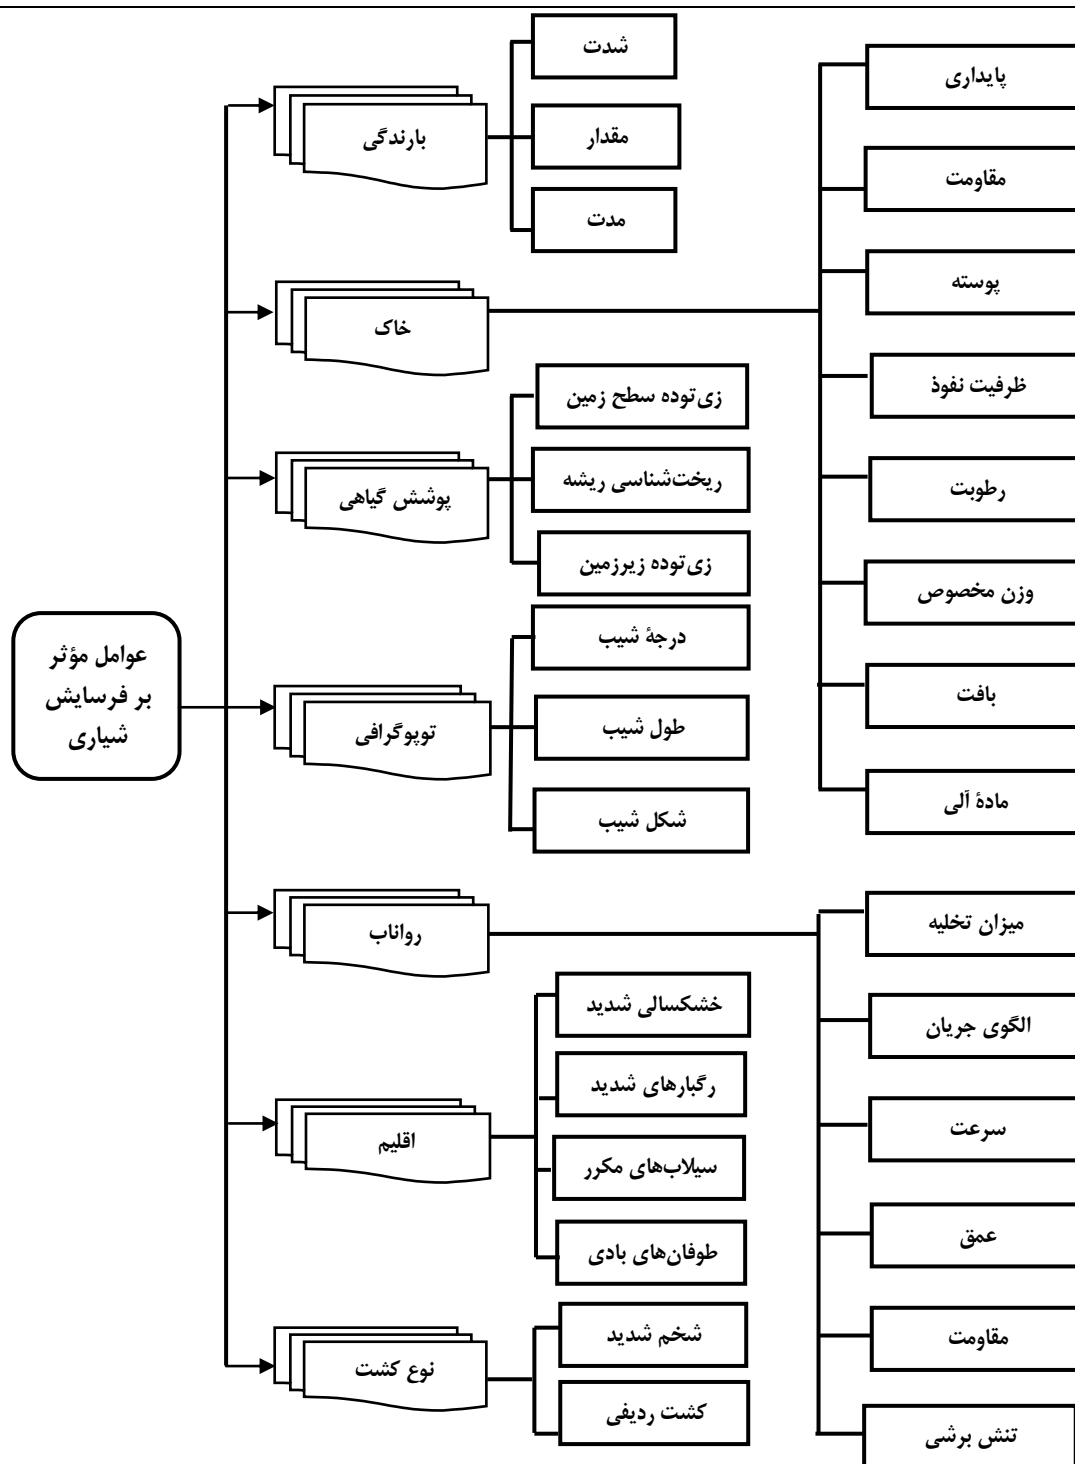 عوامل مؤثر
بر فرسایش
شیاری
بارندگی
شدت
مقدار
مدت
خاک
پایداری
مقاومت
پوسته
ظرفیت نفوذ
رطوبت
وزن مخصوص
بافت
مادۀ آلی
پوشش گیاهی
زی‌توده سطح زمین
ریخت‌شناسی ریشه
زی‌توده زیرزمین
توپوگرافی
درجۀ شیب
طول شیب
شکل شیب
رواناب
میزان تخلیه
الگوی جریان
سرعت
عمق
مقاومت
تنش برشی
اقلیم
خشکسالی شدید
رگبارهای شدید
سیلاب‌های مکرر
طوفان‌های بادی
نوع کشت
شخم شدید
کشت ردیفی